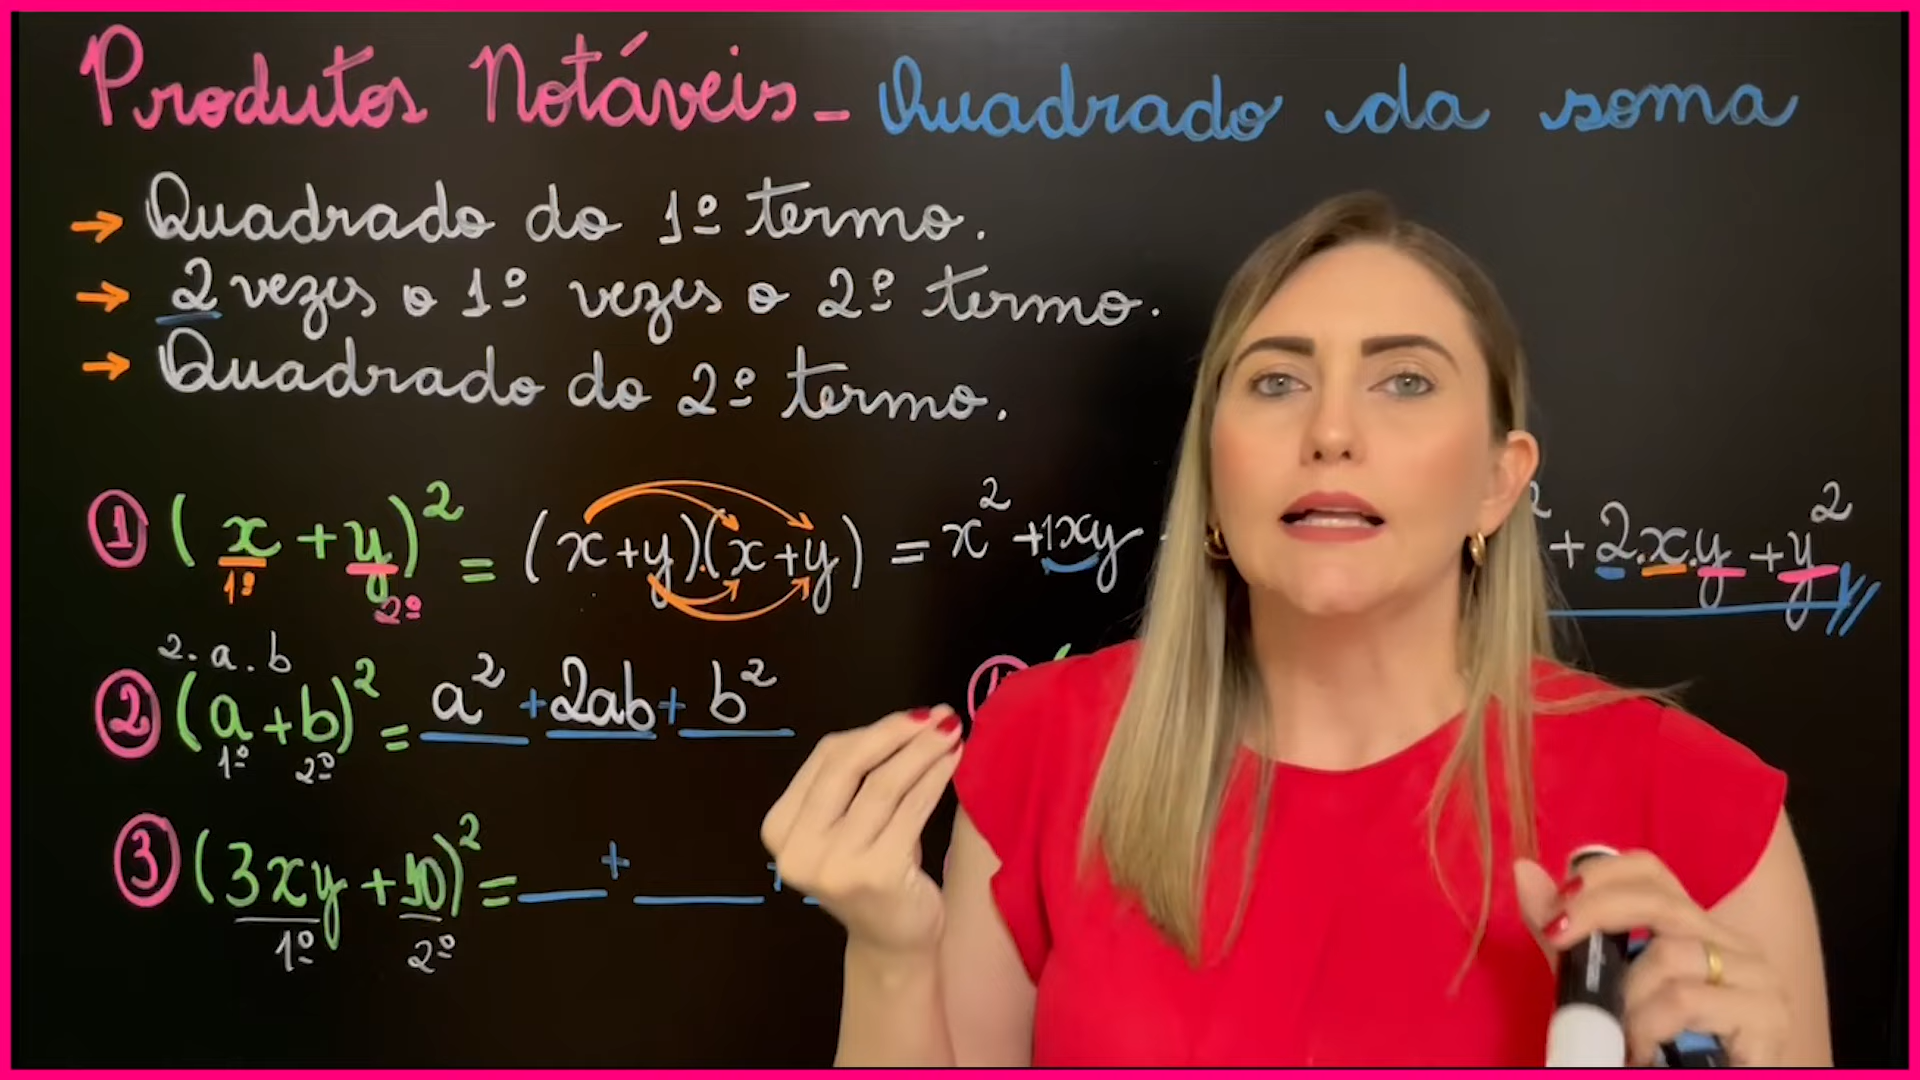 Produtos Notáveis - Quadrado da soma
→ Quadrado do 1º termo.
→ 2 vezes o 1º vezes o 2º termo.
→ Quadrado do 2º termo.
① (x + y)² = (x + y).(x + y) = x² + 1xy ² + 2.x.y + y²
1º 2º
2. a. b
② (a + b)² = a² + 2ab + b²
1º 2º
③ (3xy + 10)² = ___ + ___ +
1º 2º